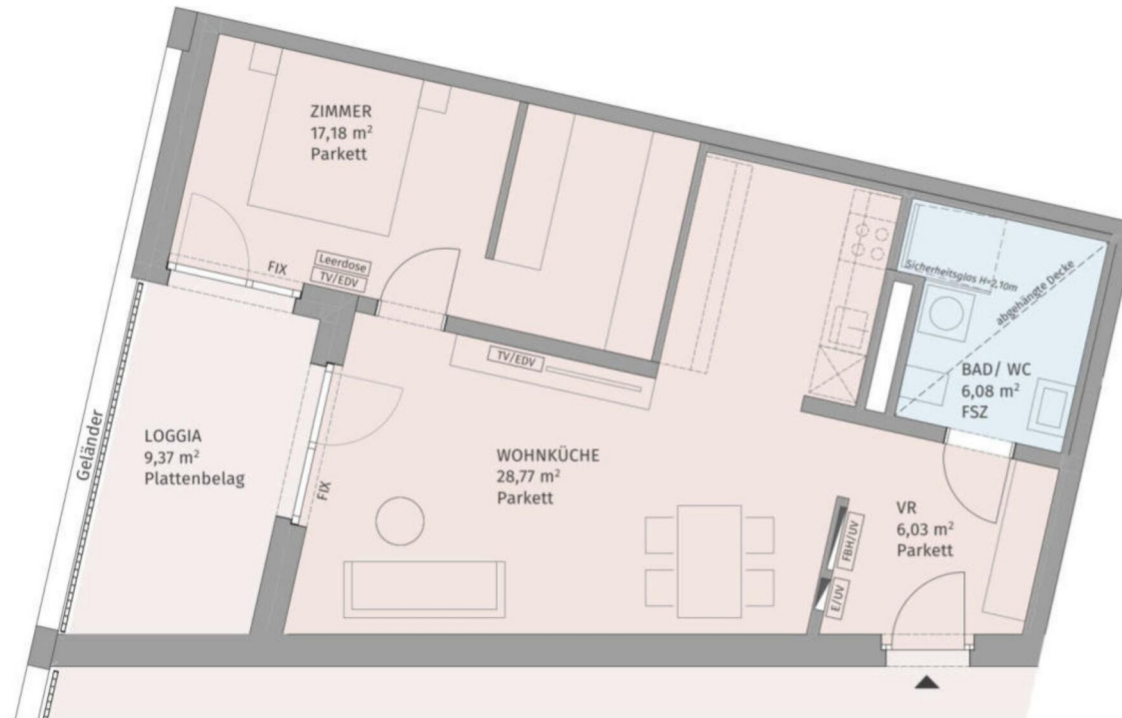 ZIMMER
17,18 m²
Parkett
FIX
Leerdose
TV/EDV
TV/EDV
Sicherheitsglas H=2,10m
abgehängte Decke
BAD/ WC
6,08 m²
FSZ
Geländer
LOGGIA
9,37 m²
Plattenbelag
FIX
WOHNKÜCHE
28,77 m²
Parkett
VR
6,03 m²
Parkett
FBH/UV
E/UV